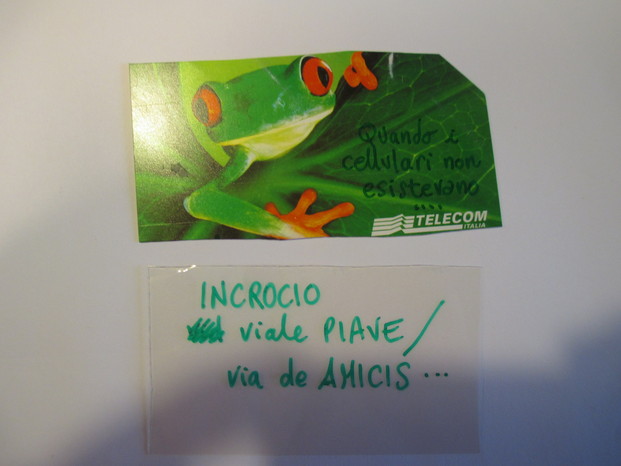 Quando i
cellulari non
esistevano
....
TELECOM
ITALIA
INCROCIO
viale PIAVE/
via de AMICIS ...